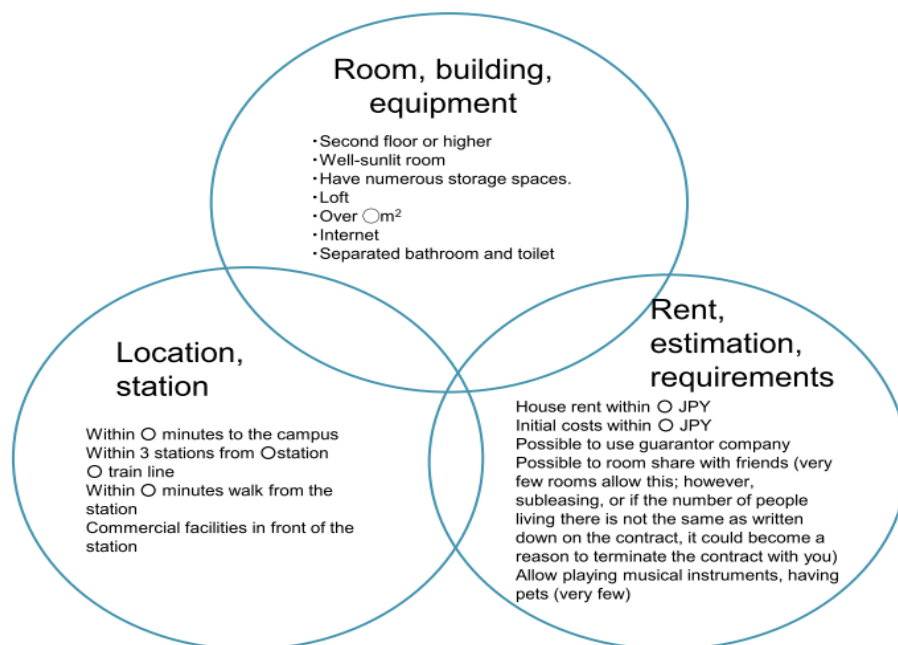 Room, building,
equipment
・Second floor or higher
・Well-sunlit room
・Have numerous storage spaces.
・Loft
・Over ○m²
・Internet
・Separated bathroom and toilet
Location,
station
Within ○ minutes to the campus
Within 3 stations from ○station
○ train line
Within ○ minutes walk from the
station
Commercial facilities in front of the
station
Rent,
estimation,
requirements
House rent within ○ JPY
Initial costs within ○ JPY
Possible to use guarantor company
Possible to room share with friends (very
few rooms allow this; however,
subleasing, or if the number of people
living there is not the same as written
down on the contract, it could become a
reason to terminate the contract with you)
Allow playing musical instruments, having
pets (very few)